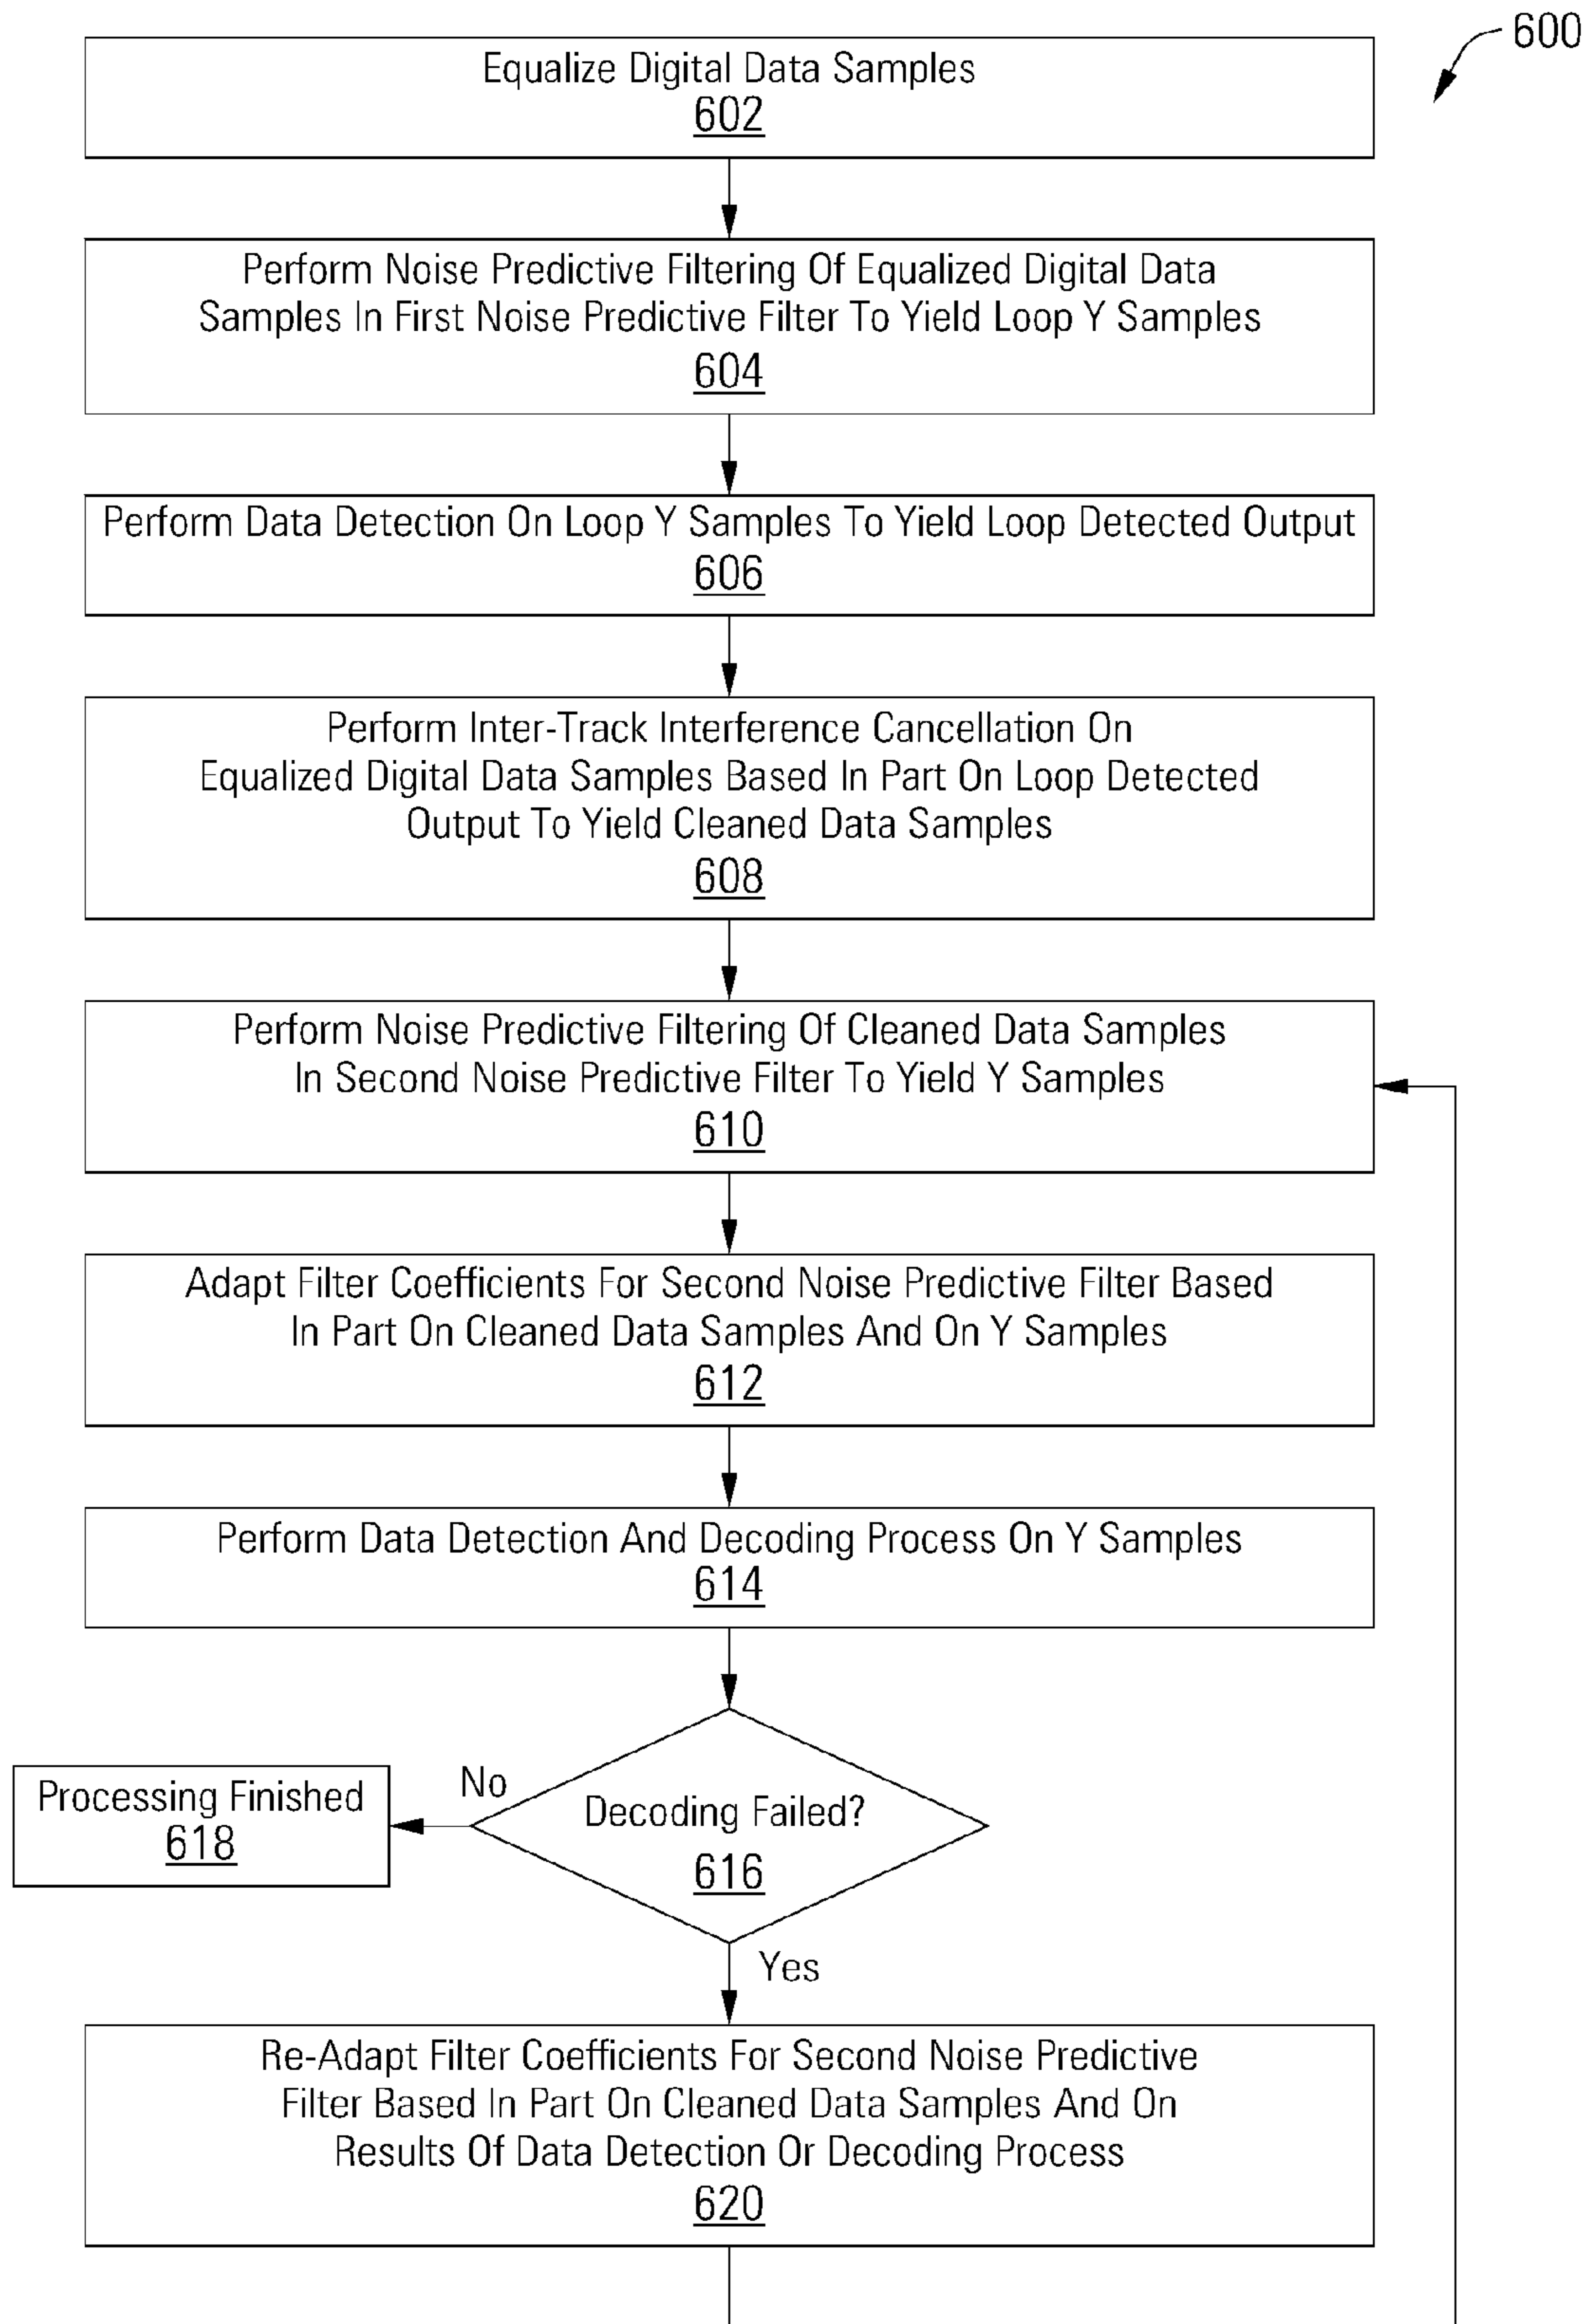 600
Equalize Digital Data Samples
602
Perform Noise Predictive Filtering Of Equalized Digital Data
Samples In First Noise Predictive Filter To Yield Loop Y Samples
604
Perform Data Detection On Loop Y Samples To Yield Loop Detected Output
606
Perform Inter-Track Interference Cancellation On
Equalized Digital Data Samples Based In Part On Loop Detected
Output To Yield Cleaned Data Samples
608
Perform Noise Predictive Filtering Of Cleaned Data Samples
In Second Noise Predictive Filter To Yield Y Samples
610
Adapt Filter Coefficients For Second Noise Predictive Filter Based
In Part On Cleaned Data Samples And On Y Samples
612
Perform Data Detection And Decoding Process On Y Samples
614
Decoding Failed?
616
No
Processing Finished
618
Yes
Re-Adapt Filter Coefficients For Second Noise Predictive
Filter Based In Part On Cleaned Data Samples And On
Results Of Data Detection Or Decoding Process
620